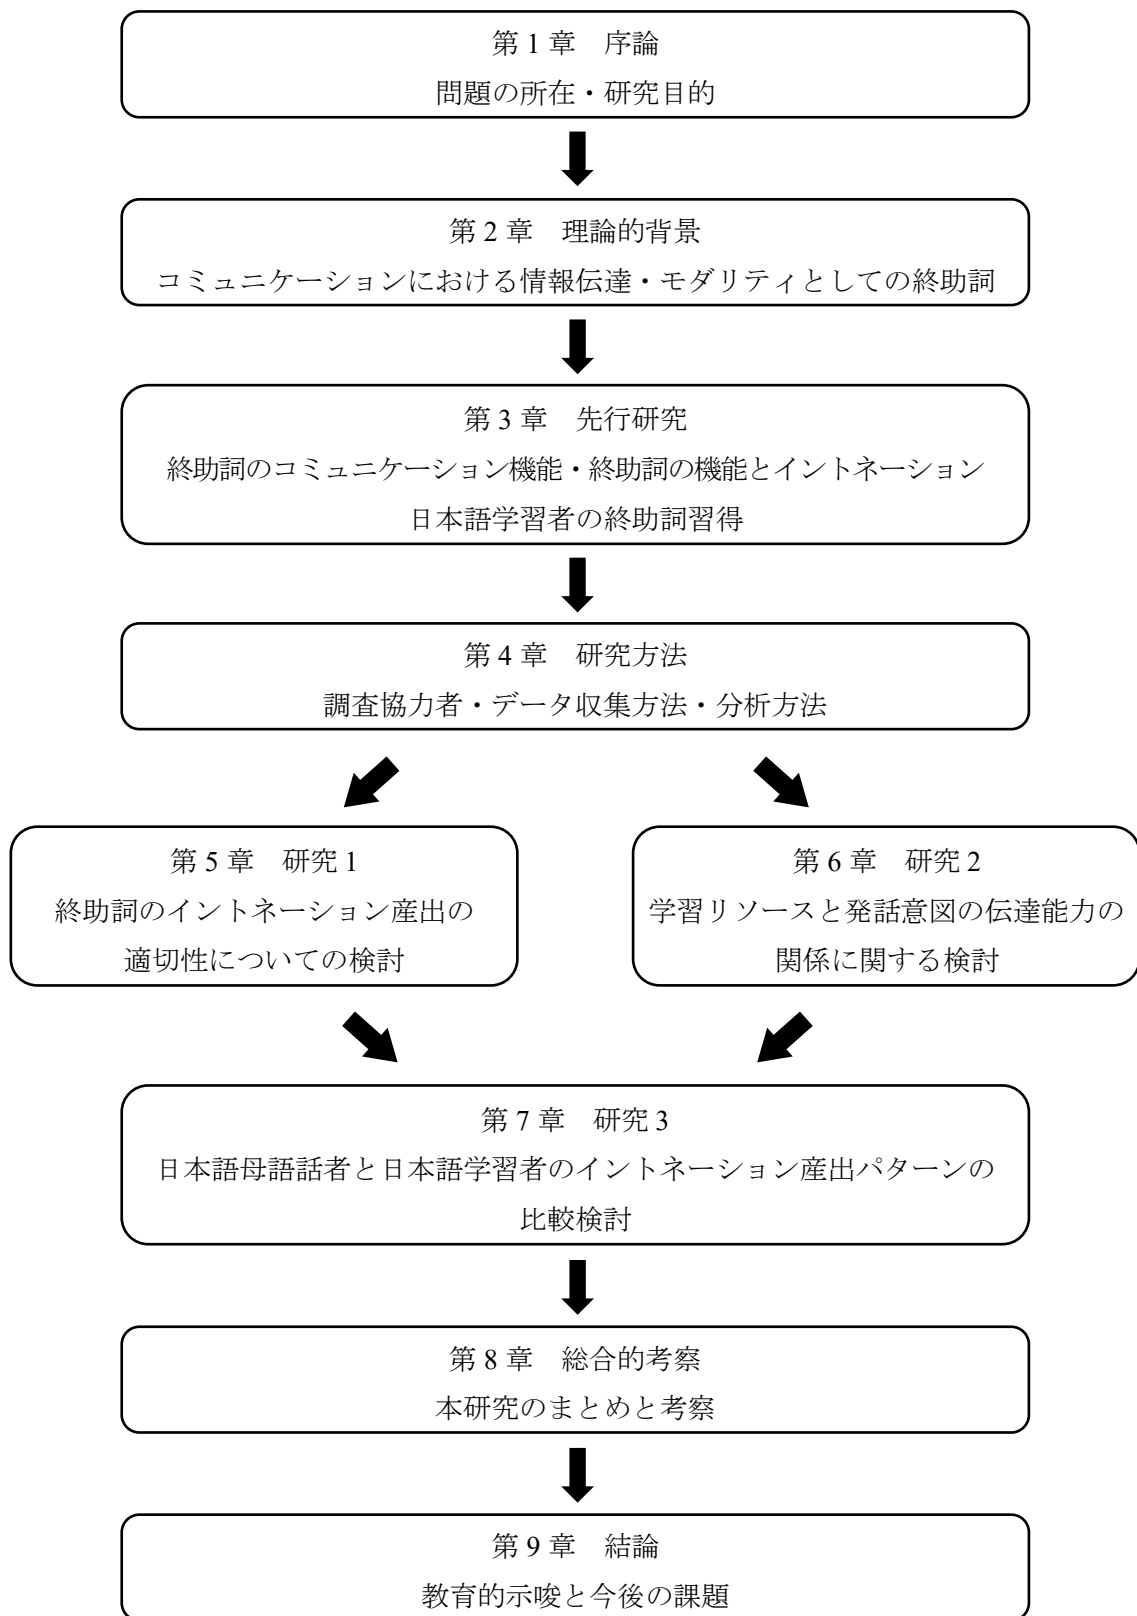 第 1 章　序論
問題の所在・研究目的
第 2 章　理論的背景
コミュニケーションにおける情報伝達・モダリティとしての終助詞
第 3 章　先行研究
終助詞のコミュニケーション機能・終助詞の機能とイントネーション
日本語学習者の終助詞習得
第 4 章　研究方法
調査協力者・データ収集方法・分析方法
第 5 章　研究 1
終助詞のイントネーション産出の
適切性についての検討
第 6 章　研究 2
学習リソースと発話意図の伝達能力の
関係に関する検討
第 7 章　研究 3
日本語母語話者と日本語学習者のイントネーション産出パターンの
比較検討
第 8 章　総合的考察
本研究のまとめと考察
第 9 章　結論
教育的示唆と今後の課題